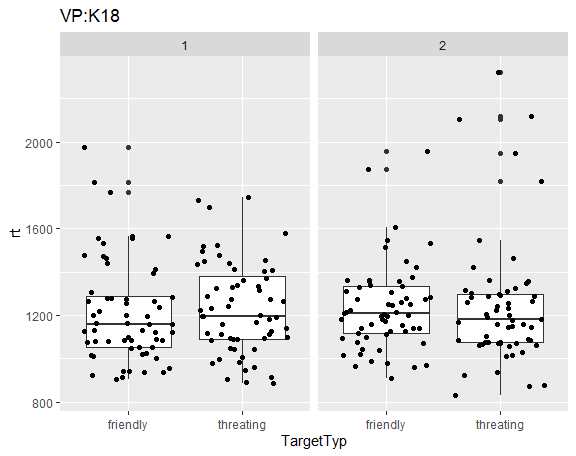 VP:K18
1 2
2000
1600
1200
800
rt
friendly threating friendly threating
TargetTyp